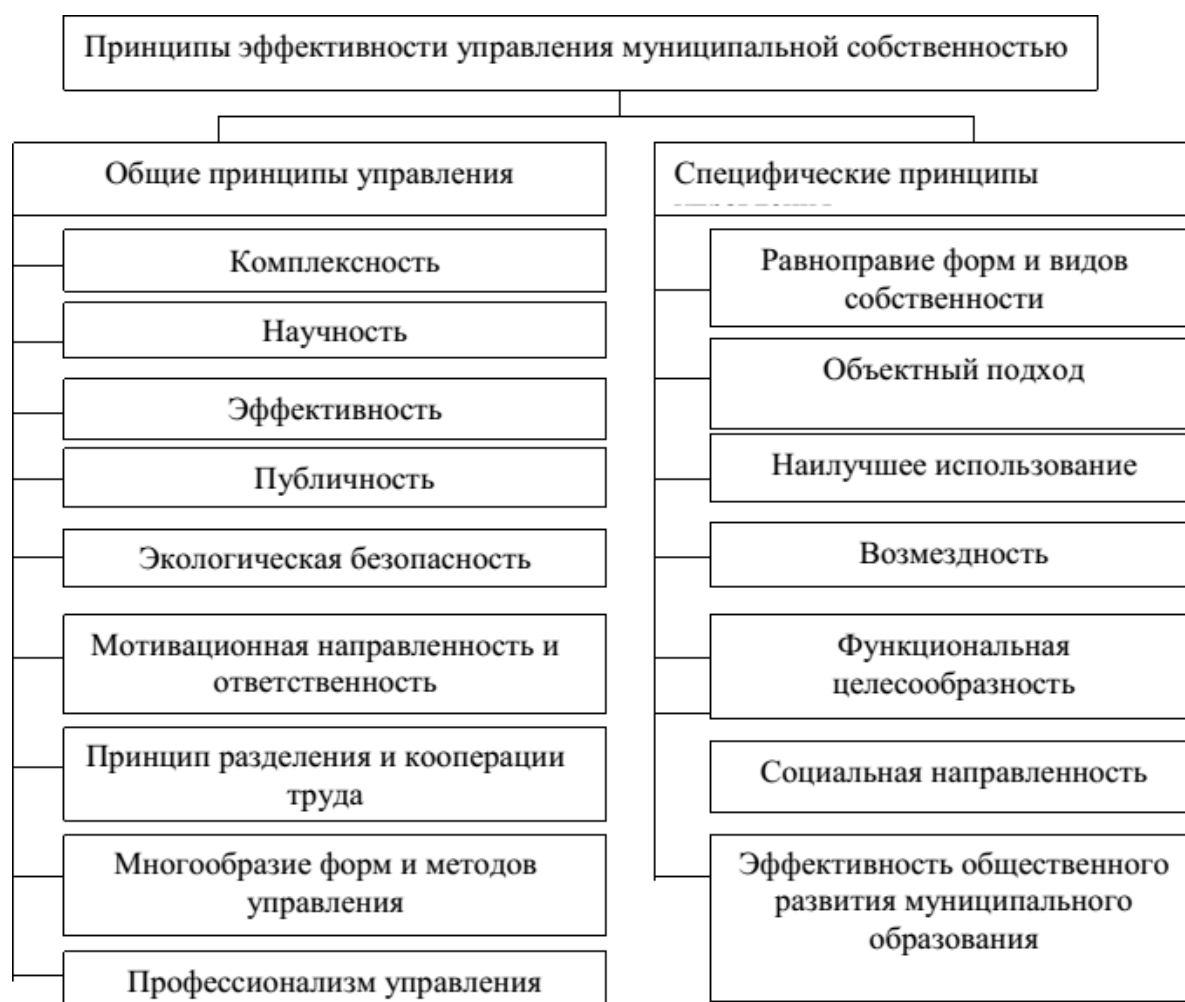 Принципы эффективности управления муниципальной собственностью
Общие принципы управления
Комплексность
Научность
Эффективность
Публичность
Экологическая безопасность
Мотивационная направленность и
ответственность
Принцип разделения и кооперации
труда
Многообразие форм и методов
управления
Профессионализм управления
Специфические принципы
Равноправие форм и видов
собственности
Объектный подход
Наилучшее использование
Возмездность
Функциональная
целесообразность
Социальная направленность
Эффективность общественного
развития муниципального
образования